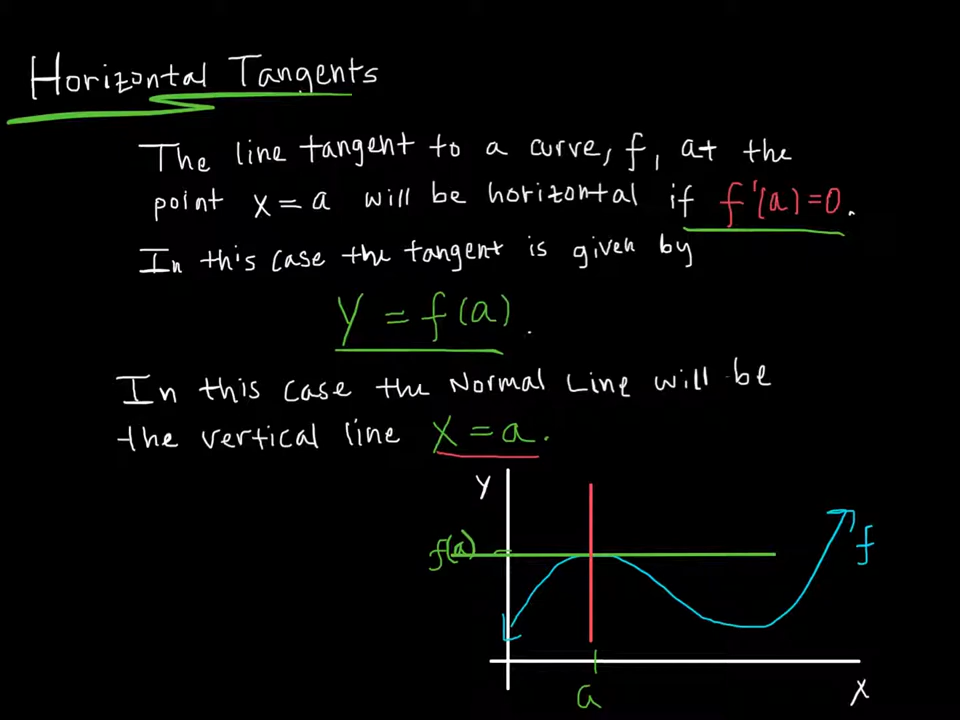 Horizontal Tangents
The line tangent to a curve, f, at the
point x = a will be horizontal if f'(a)=0.
In this case the tangent is given by
y = f(a).
In this case the Normal Line will be
the vertical line x = a.
y
f(a)
f
a
x